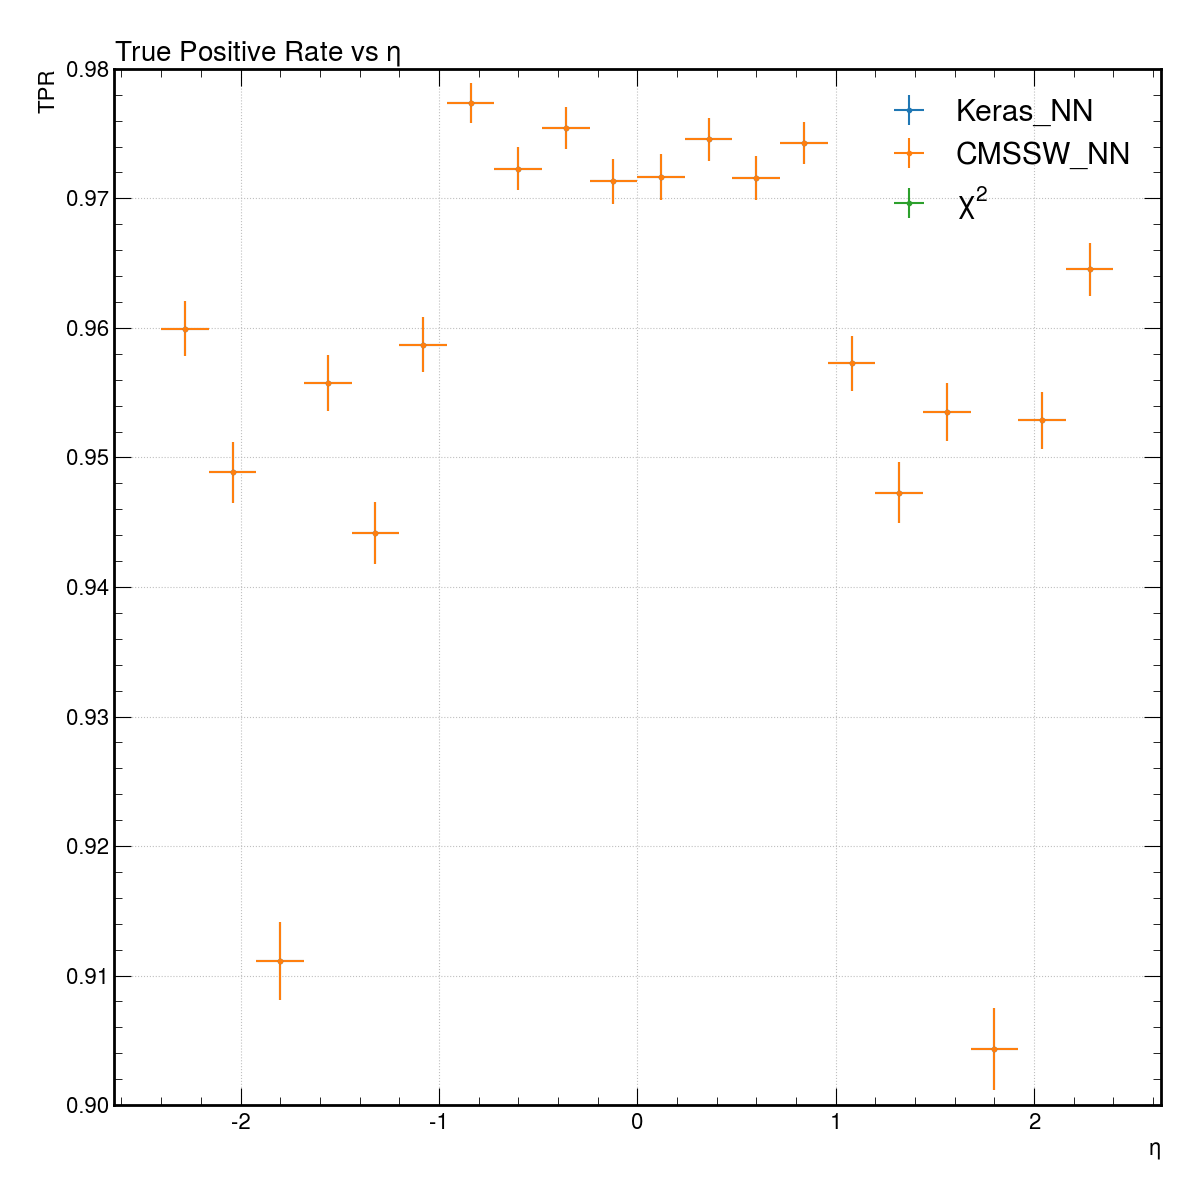 True Positive Rate vs η
TPR
0.98
0.97
0.96
0.95
0.94
0.93
0.92
0.91
0.90
Keras_NN
CMSSW_NN
χ²
-2
-1
0
1
2
η